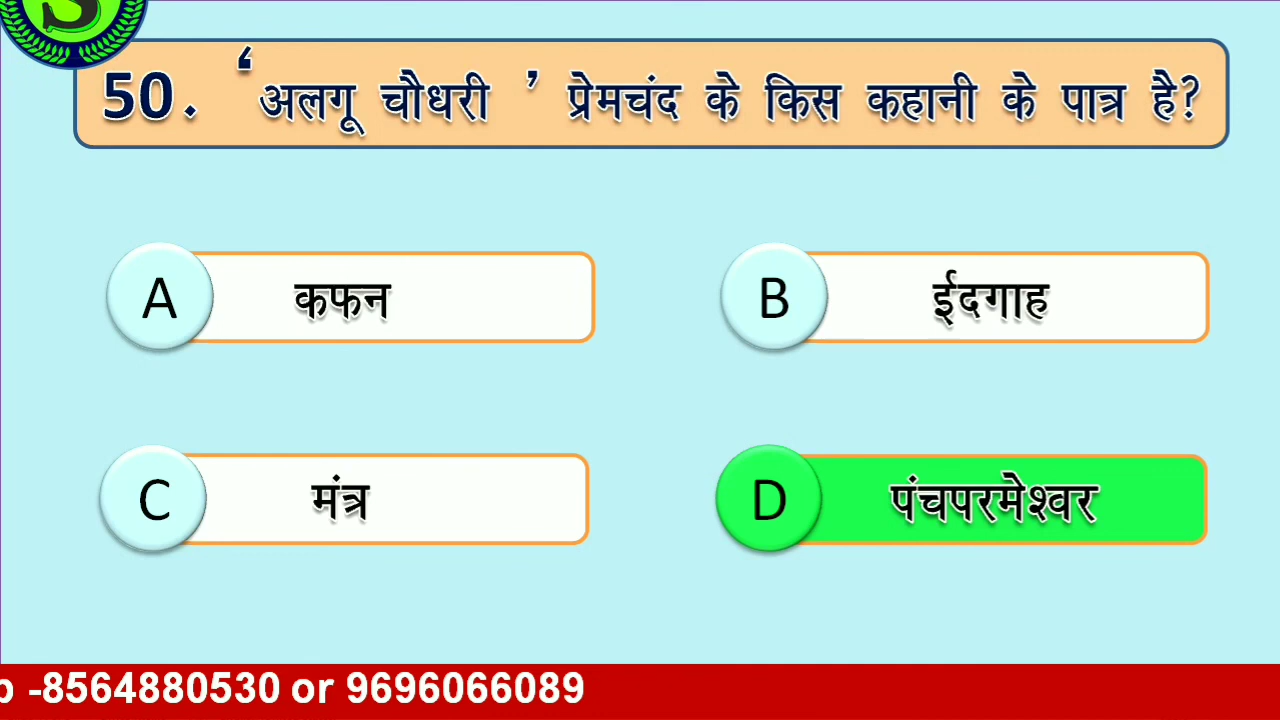 S
50. ‘अलगू चौधरी ’ प्रेमचंद के किस कहानी के पात्र है?
A कफन
B ईदगाह
C मंत्र
D पंचपरमेश्वर
-8564880530 or 9696066089